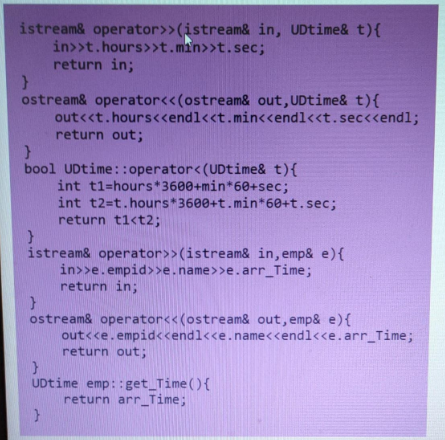 istream& operator>>(istream& in, UDtime& t){
in>>t.hours>>t.min>>t.sec;
return in;
}
ostream& operator<<(ostream& out,UDtime& t){
out<<t.hours<<endl<<t.min<<endl<<t.sec<<endl;
return out;
}
bool UDtime::operator<(UDtime& t){
int t1=hours*3600+min*60+sec;
int t2=t.hours*3600+t.min*60+t.sec;
return t1<t2;
}
istream& operator>>(istream& in,emp& e){
in>>e.empid>>e.name>>e.arr_Time;
return in;
}
ostream& operator<<(ostream& out,emp& e){
out<<e.empid<<endl<<e.name<<endl<<e.arr_Time;
return out;
}
UDtime emp::get_Time(){
return arr_Time;
}